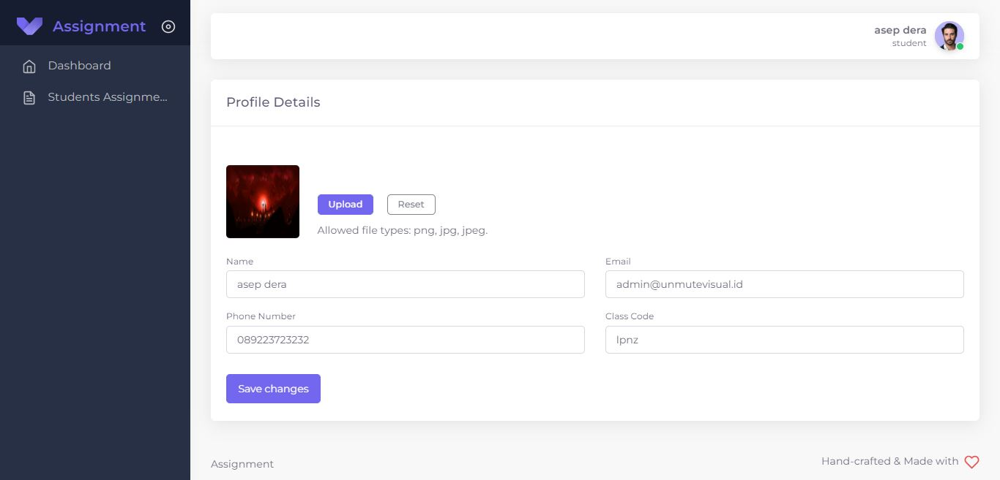 Assignment
asep dera
student
Dashboard
Students Assignme...
Profile Details
Upload
Reset
Allowed file types: png, jpg, jpeg.
Name
Email
asep dera
admin@unmutevisual.id
Phone Number
Class Code
089223723232
lpnz
Save changes
Assignment
Hand-crafted & Made with